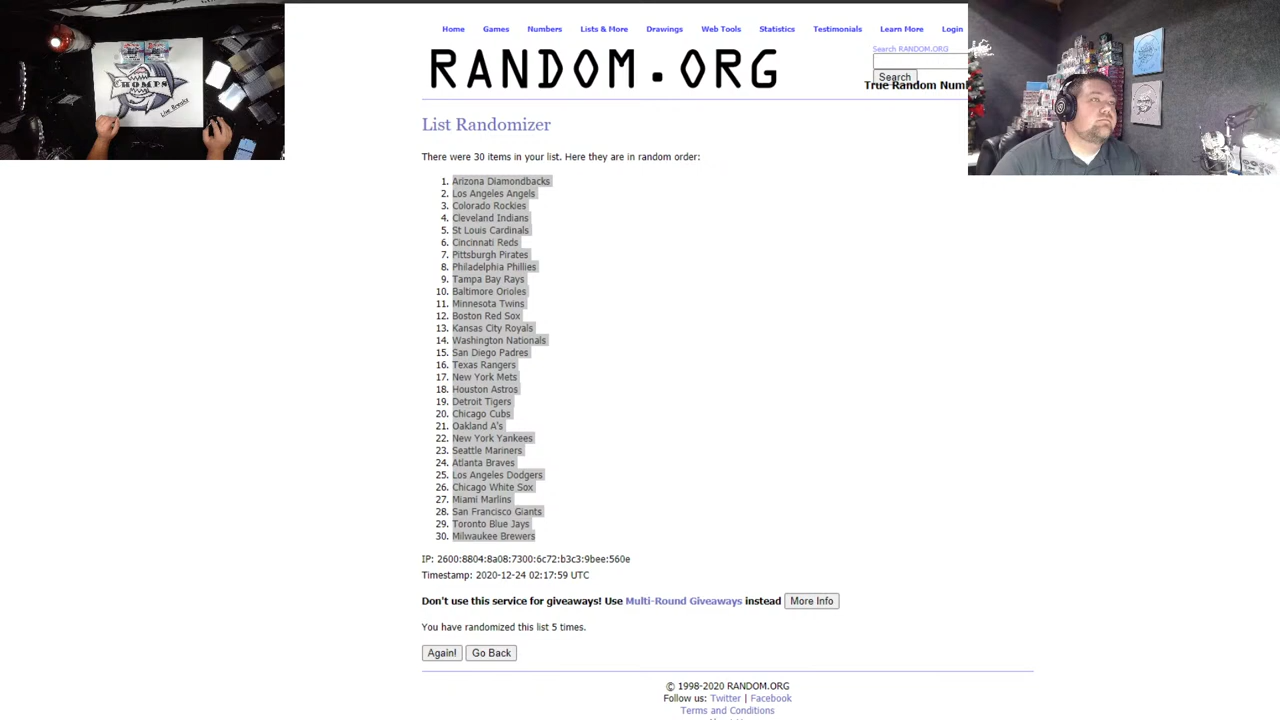 Home Games Numbers Lists & More Drawings Web Tools Statistics Testimonials Learn More Login
Search RANDOM.ORG
RANDOM.ORG
Search
True Random Num
CHOMPS
Live Breaks
List Randomizer
There were 30 items in your list. Here they are in random order:
1. Arizona Diamondbacks
2. Los Angeles Angels
3. Colorado Rockies
4. Cleveland Indians
5. St Louis Cardinals
6. Cincinnati Reds
7. Pittsburgh Pirates
8. Philadelphia Phillies
9. Tampa Bay Rays
10. Baltimore Orioles
11. Minnesota Twins
12. Boston Red Sox
13. Kansas City Royals
14. Washington Nationals
15. San Diego Padres
16. Texas Rangers
17. New York Mets
18. Houston Astros
19. Detroit Tigers
20. Chicago Cubs
21. Oakland A's
22. New York Yankees
23. Seattle Mariners
24. Atlanta Braves
25. Los Angeles Dodgers
26. Chicago White Sox
27. Miami Marlins
28. San Francisco Giants
29. Toronto Blue Jays
30. Milwaukee Brewers
IP: 2600:8804:8a08:7300:6c72:b3c3:9bee:560e
Timestamp: 2020-12-24 02:17:59 UTC
Don't use this service for giveaways! Use Multi-Round Giveaways instead More Info
You have randomized this list 5 times.
Again! Go Back
© 1998-2020 RANDOM.ORG
Follow us: Twitter | Facebook
Terms and Conditions